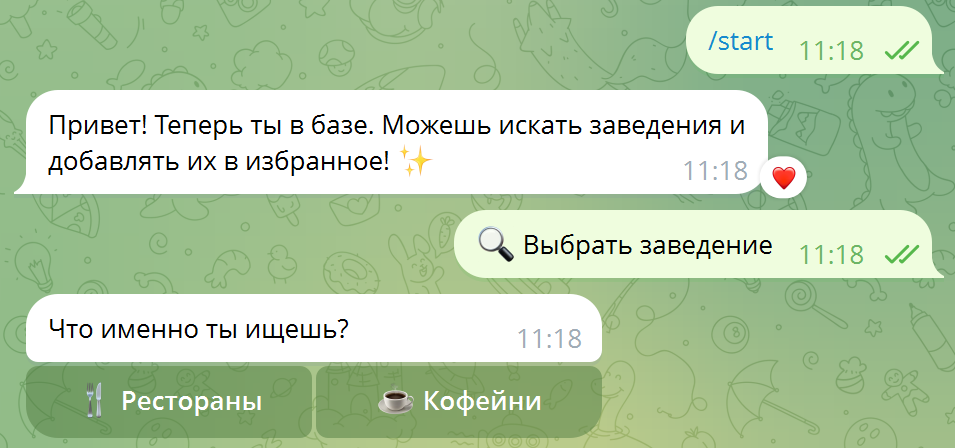 /start
11:18
Привет! Теперь ты в базе. Можешь искать заведения и
добавлять их в избранное! ✨
11:18
🔍 Выбрать заведение
11:18
Что именно ты ищешь?
11:18
🍴 Рестораны
☕ Кофейни